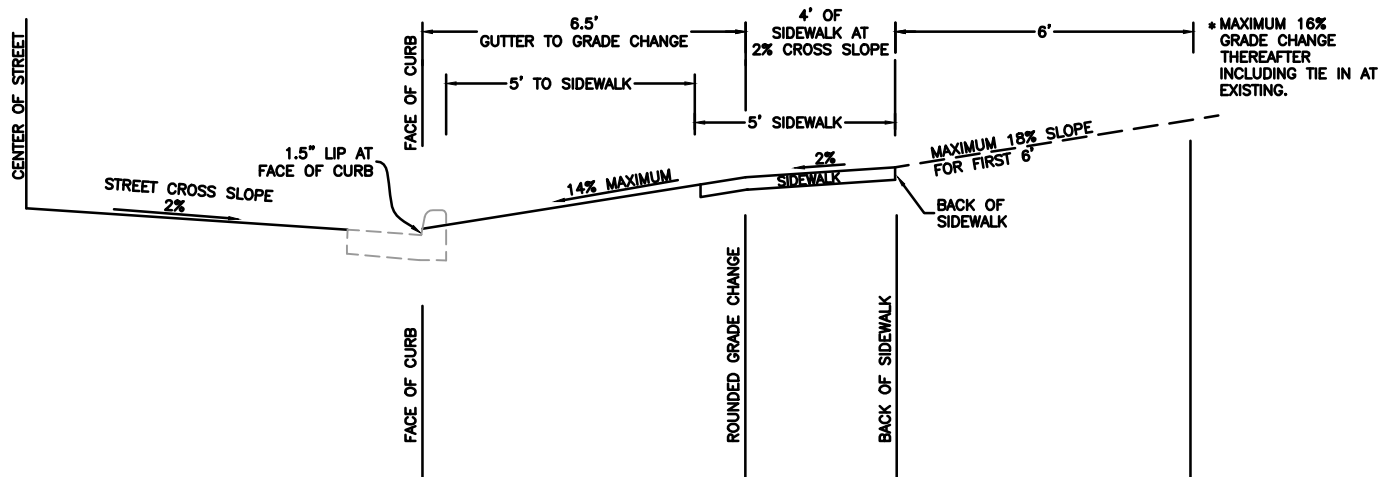 CENTER OF STREET
FACE OF CURB
6.5'
GUTTER TO GRADE CHANGE
4' OF
SIDEWALK AT
2% CROSS SLOPE
6'
* MAXIMUM 16%
GRADE CHANGE
THEREAFTER
INCLUDING TIE IN AT
EXISTING.
5' TO SIDEWALK
5' SIDEWALK
1.5" LIP AT
FACE OF CURB
STREET CROSS SLOPE
2%
14% MAXIMUM
2%
SIDEWALK
MAXIMUM 18% SLOPE
FOR FIRST 6'
BACK OF
SIDEWALK
FACE OF CURB
ROUNDED GRADE CHANGE
BACK OF SIDEWALK